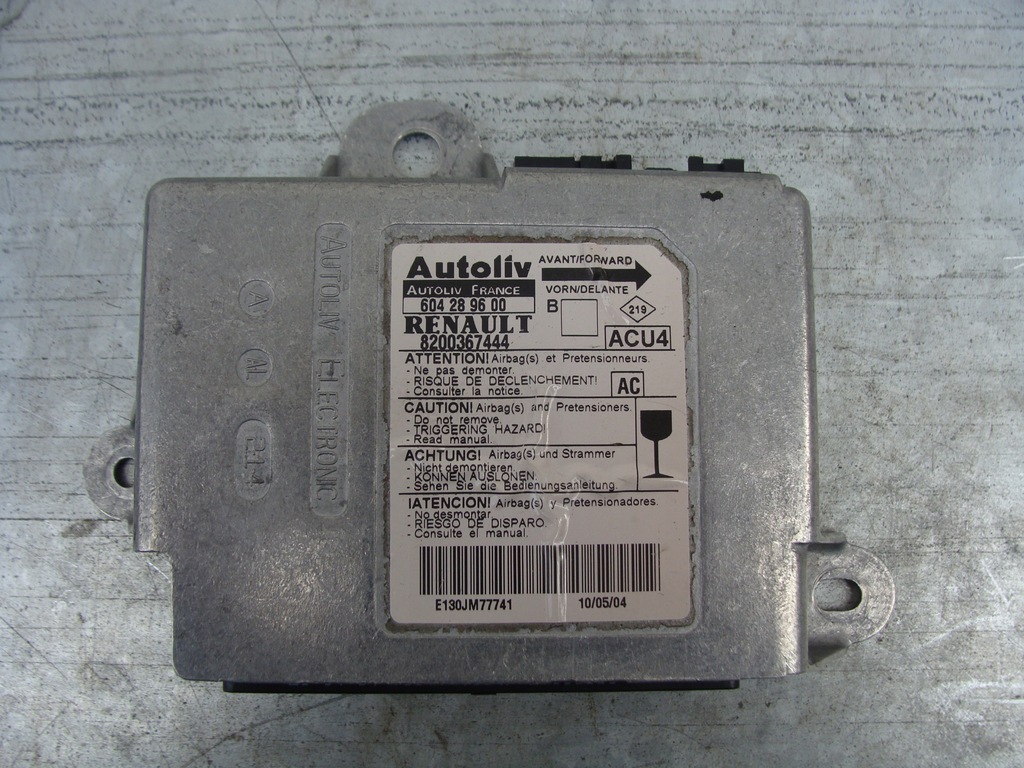 Autoliv
AVANT/FORWARD
AUTOLIV FRANCE
VORN/DELANTE
604 28 96 00
B
219
RENAULT
8200367444
ACU4
ATTENTION! Airbag(s) et Pretensionneurs.
- Ne pas demonter.
- RISQUE DE DECLENCHEMENT!
- Consulter la notice.
AC
CAUTION! Airbag(s) and Pretensioners.
- Do not remove.
- TRIGGERING HAZARD!
- Read manual.
ACHTUNG! Airbag(s) und Strammer
- Nicht demontieren.
- KÖNNEN AUSLÖSEN.
- Sehen Sie die Bedienungsanleitung.
!ATENCION! Airbag(s) y Pretensionadores.
- No desmontar.
- RIESGO DE DISPARO.
- Consulte el manual.
E130JM77741 10/05/04
AUTOLIV ELECTRONIC
A